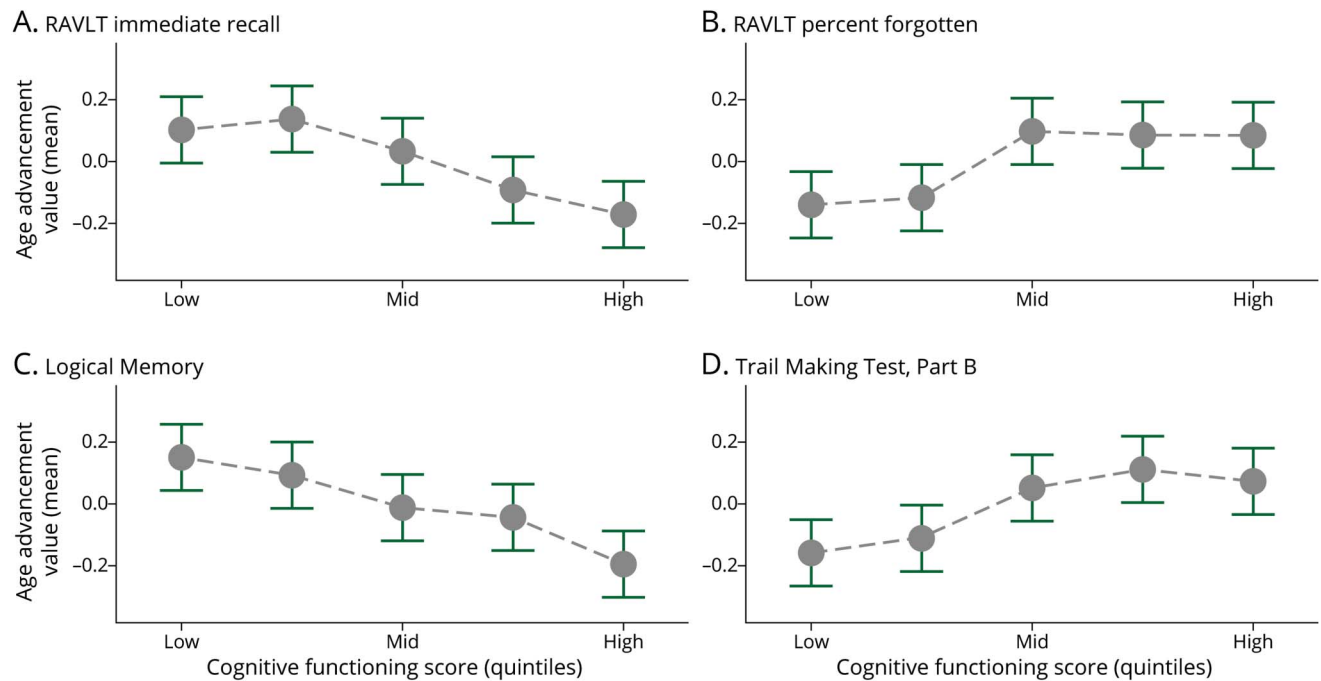 A. RAVLT immediate recall
Age advancement
value (mean)
0.2
0.0
–0.2
Low
Mid
High
B. RAVLT percent forgotten
0.2
0.0
–0.2
Low
Mid
High
C. Logical Memory
Age advancement
value (mean)
0.2
0.0
–0.2
Low
Mid
High
Cognitive functioning score (quintiles)
D. Trail Making Test, Part B
0.2
0.0
–0.2
Low
Mid
High
Cognitive functioning score (quintiles)